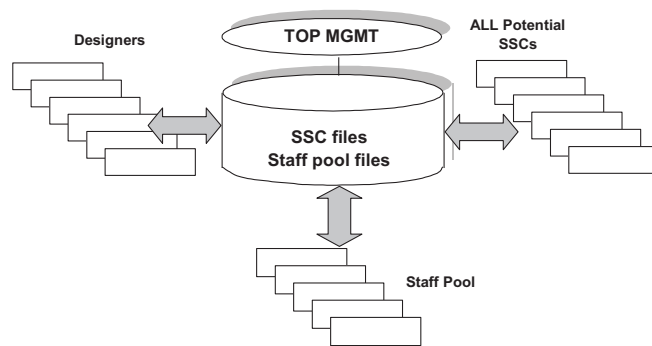 Designers
TOP MGMT
ALL Potential
SSCs
SSC files
Staff pool files
Staff Pool